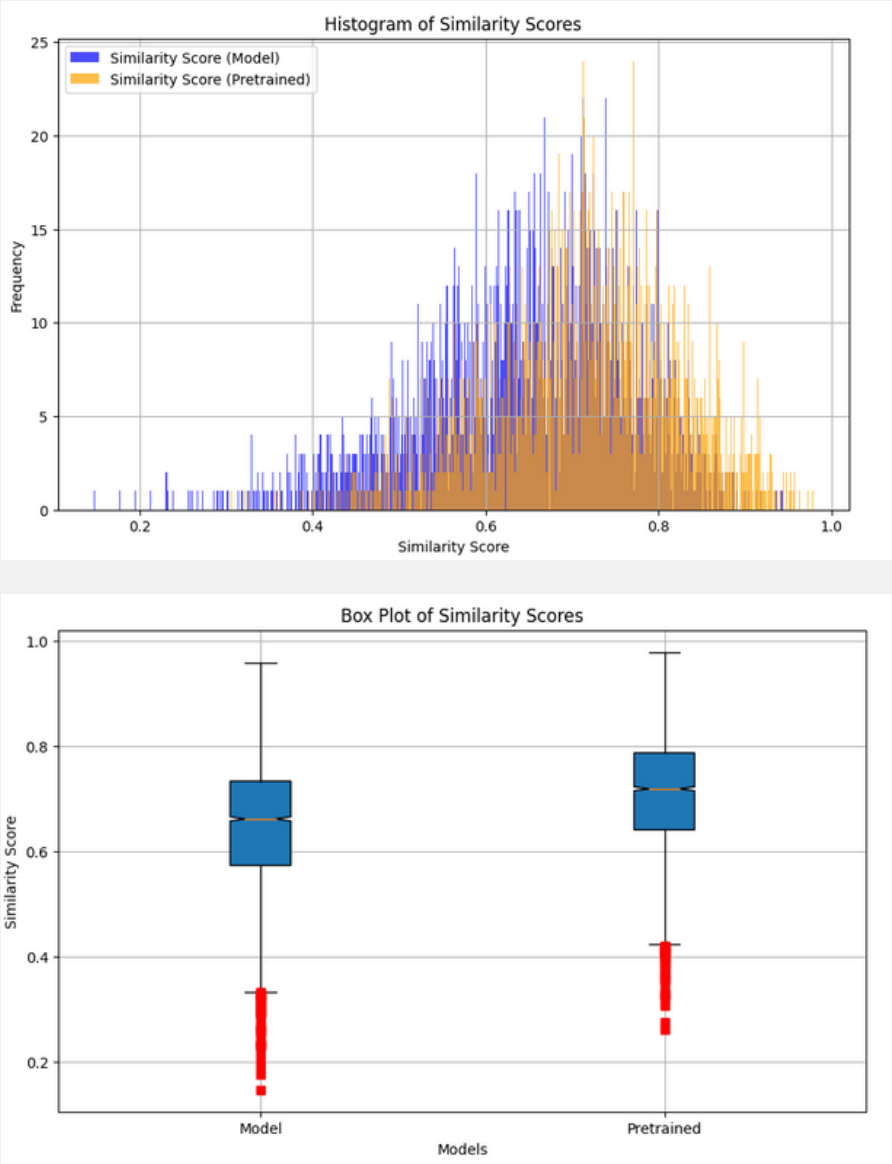 Histogram of Similarity Scores
25
20
15
10
5
0
Frequency
Similarity Score (Model)
Similarity Score (Pretrained)
0.2 0.4 0.6 0.8 1.0
Similarity Score
Box Plot of Similarity Scores
1.0
0.8
0.6
0.4
0.2
Similarity Score
Model Pretrained
Models